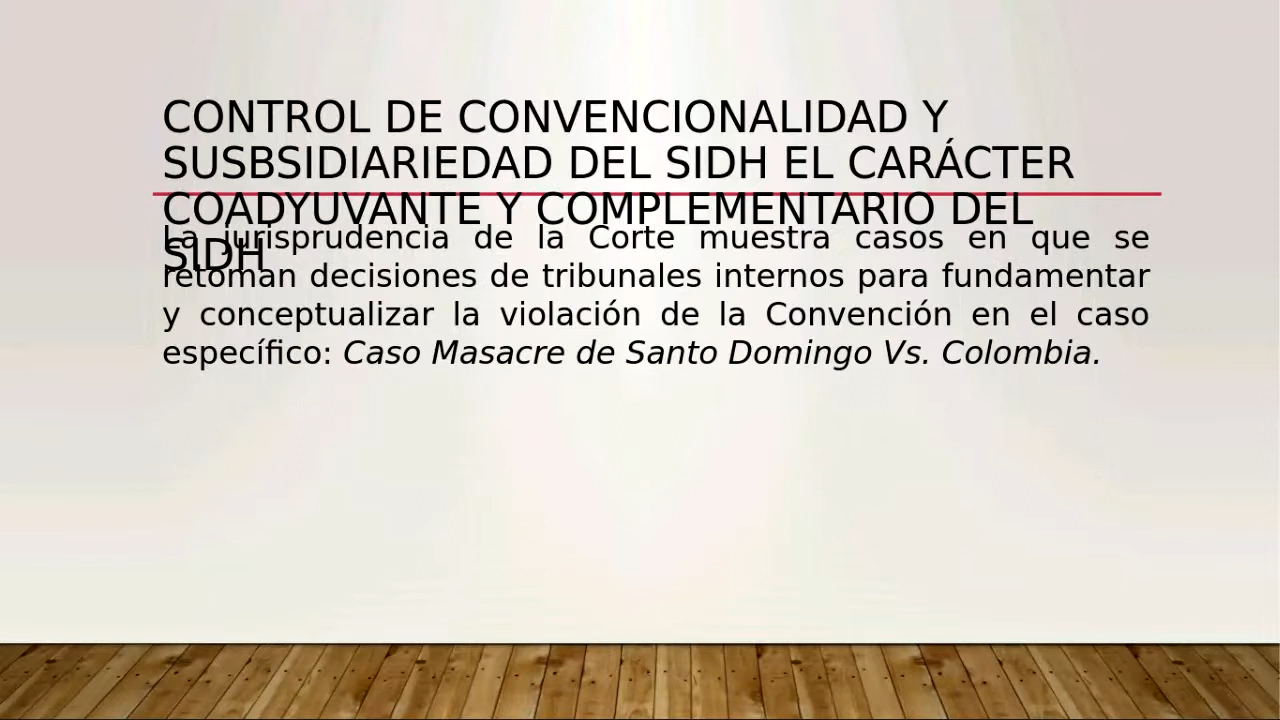 CONTROL DE CONVENCIONALIDAD Y
SUSBSIDIARIEDAD DEL SIDH EL CARÁCTER
COADYUVANTE Y COMPLEMENTARIO DEL
SIDH
La jurisprudencia de la Corte muestra casos en que se
retoman decisiones de tribunales internos para fundamentar
y conceptualizar la violación de la Convención en el caso
específico: Caso Masacre de Santo Domingo Vs. Colombia.